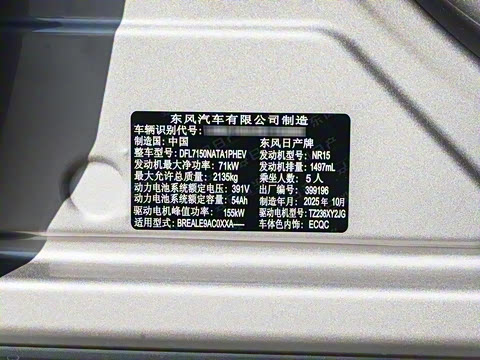 东风汽车有限公司制造
车辆识别代号:
制造国: 中国 东风日产牌
整车型号: DFL7150NATA1PHEV 发动机型号: NR15
发动机最大净功率: 71kW 发动机排量: 1497mL
最大允许总质量: 2135kg 乘坐人数: 5人
动力电池系统额定电压: 391V 出厂编号: 399196
动力电池系统额定容量: 54Ah 制造年月: 2025年10月
驱动电机峰值功率: 155kW 驱动电机型号: TZ236XY2JG
适用型号: BREALE9AC0XXA— 车体色内饰: ECQC